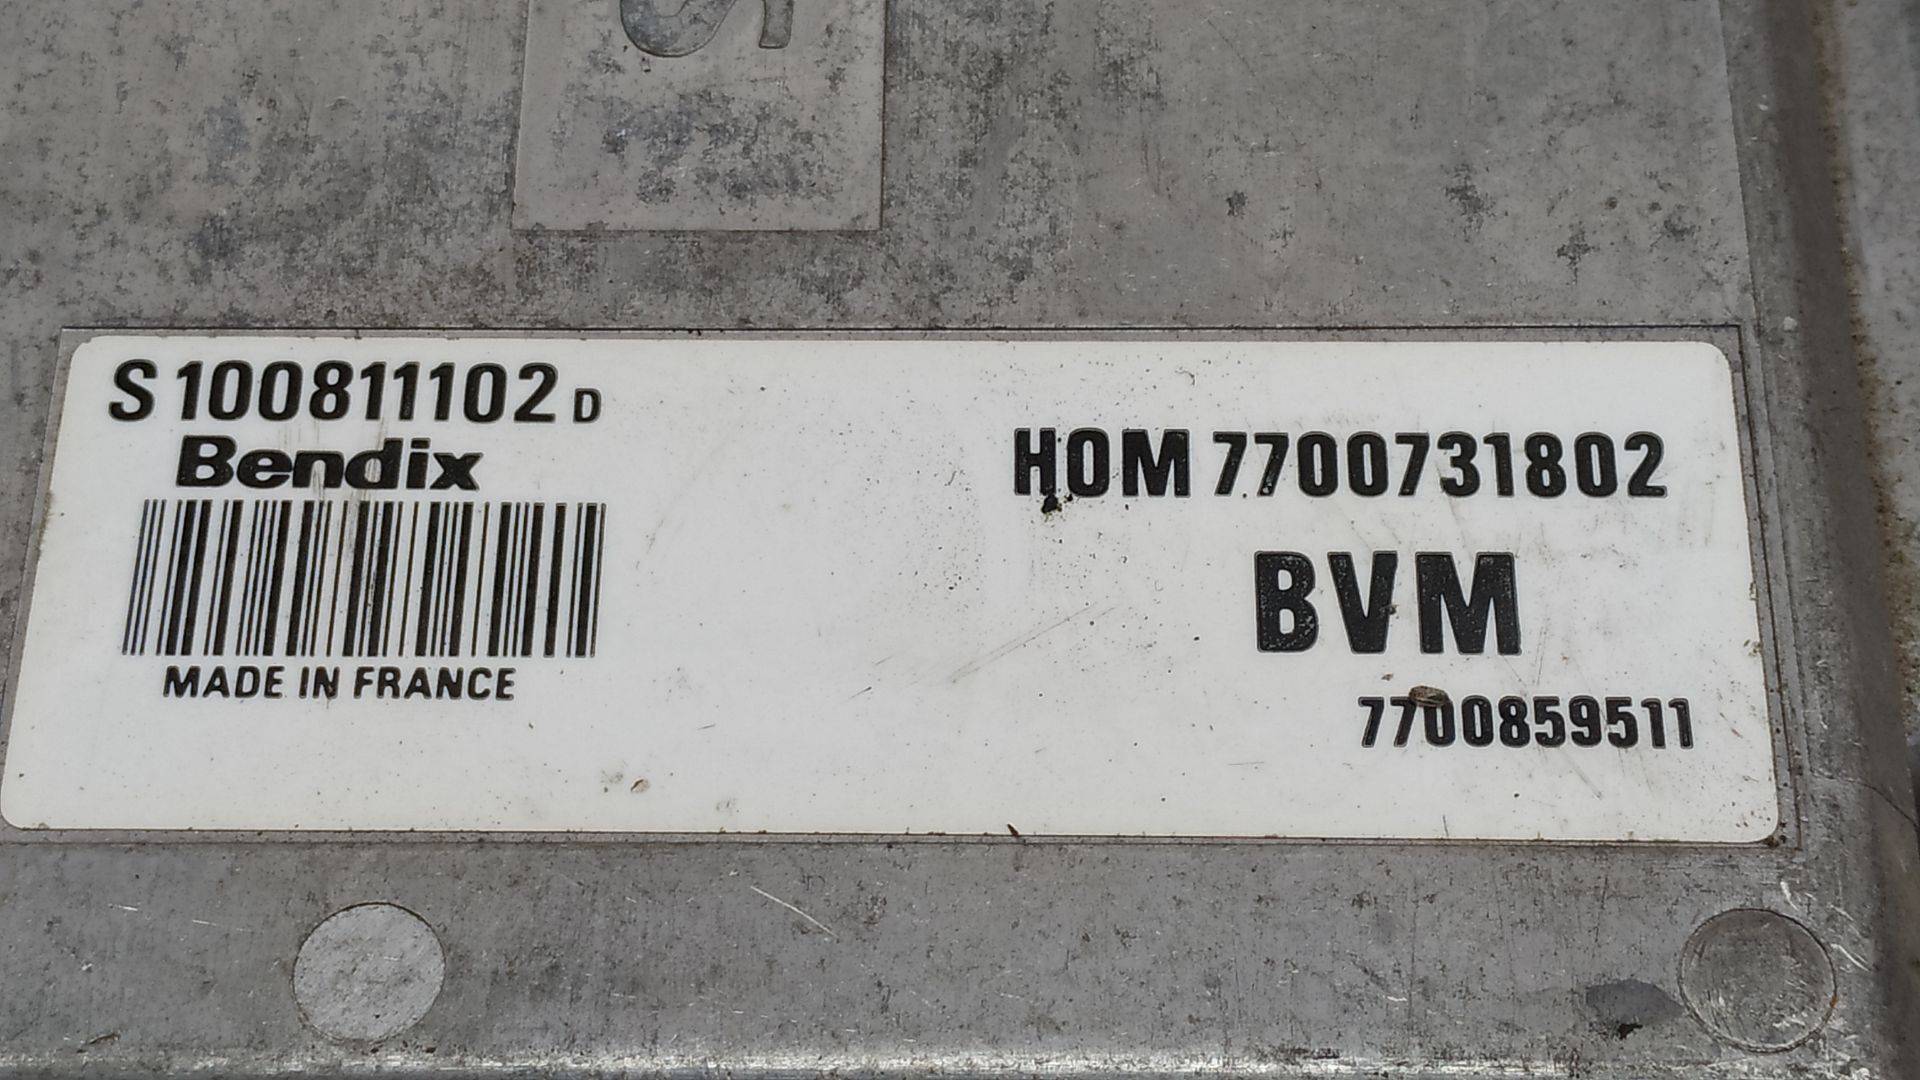 S 100811102 D
Bendix
MADE IN FRANCE
HOM 7700731802
BVM
7700859511